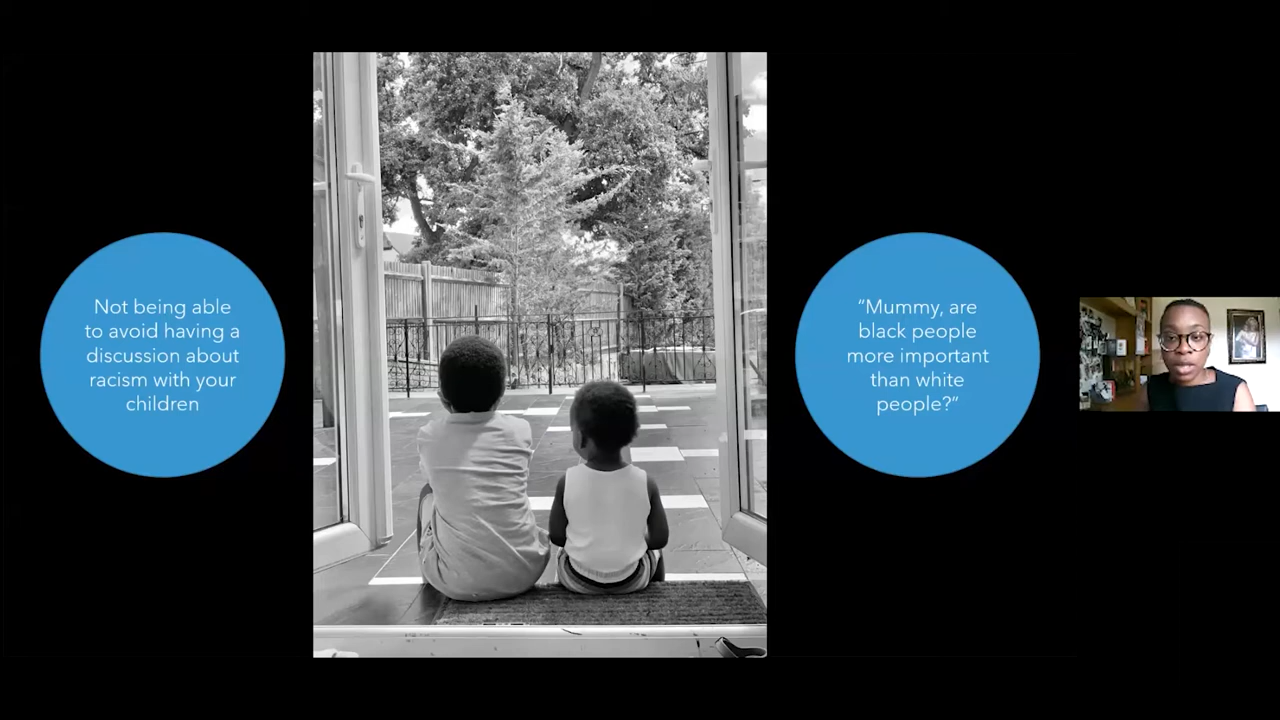 Not being able
to avoid having a
discussion about
racism with your
children
“Mummy, are
black people
more important
than white
people?”